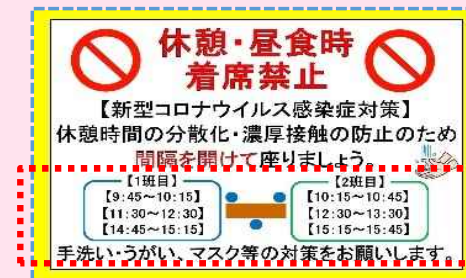 休憩・昼食時
着席禁止
【新型コロナウイルス感染症対策】
休憩時間の分散化・濃厚接触の防止のため
間隔を開けて座りましょう。
【1班目】
【9:45～10:15】
【11:30～12:30】
【14:45～15:15】
【2班目】
【10:15～10:45】
【12:30～13:30】
【15:15～15:45】
手洗い・うがい、マスク等の対策をお願いします。